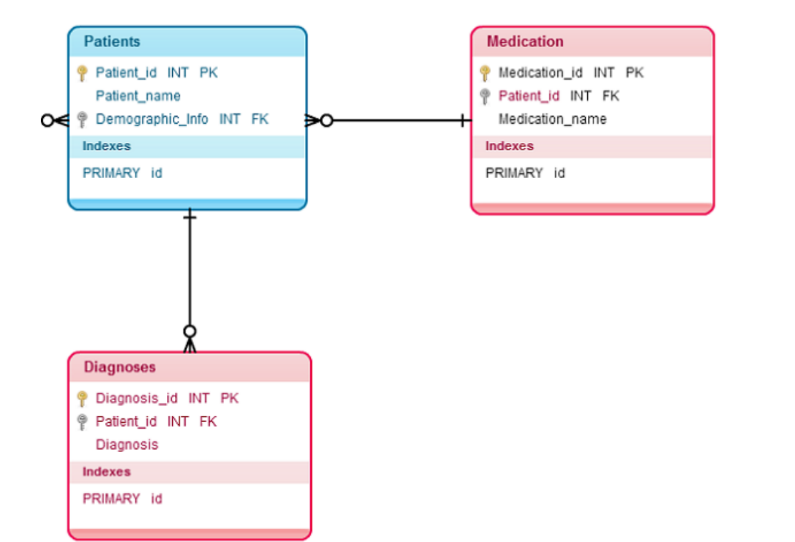 Patients
Patient_id INT PK
Patient_name
Demographic_Info INT FK
Indexes
PRIMARY id
Medication
Medication_id INT PK
Patient_id INT FK
Medication_name
Indexes
PRIMARY id
Diagnoses
Diagnosis_id INT PK
Patient_id INT FK
Diagnosis
Indexes
PRIMARY id